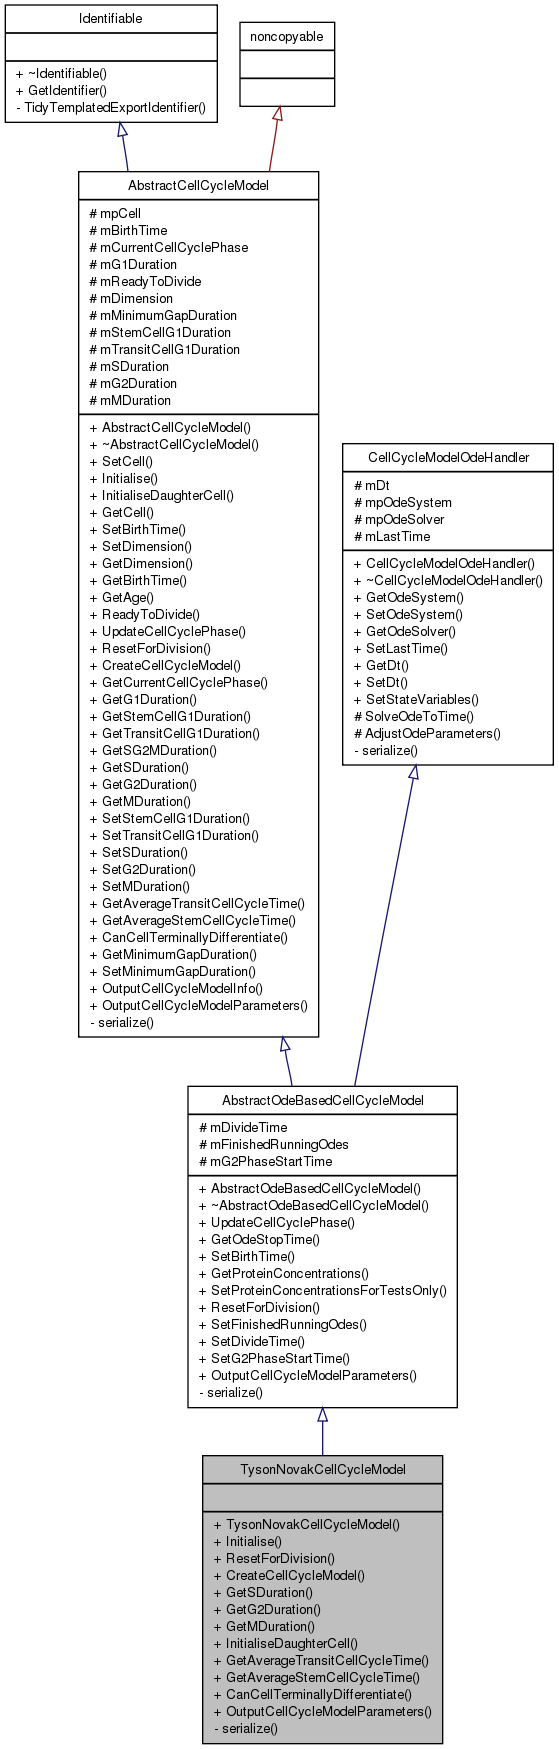 Identifiable
+ ~Identifiable()
+ GetIdentifier()
- TidyTemplatedExportIdentifier()
noncopyable
AbstractCellCycleModel
# mpCell
# mBirthTime
# mCurrentCellCyclePhase
# mG1Duration
# mReadyToDivide
# mDimension
# mMinimumGapDuration
# mStemCellG1Duration
# mTransitCellG1Duration
# mSDuration
# mG2Duration
# mMDuration
+ AbstractCellCycleModel()
+ ~AbstractCellCycleModel()
+ SetCell()
+ Initialise()
+ InitialiseDaughterCell()
+ GetCell()
+ SetBirthTime()
+ SetDimension()
+ GetDimension()
+ GetBirthTime()
+ GetAge()
+ ReadyToDivide()
+ UpdateCellCyclePhase()
+ ResetForDivision()
+ CreateCellCycleModel()
+ GetCurrentCellCyclePhase()
+ GetG1Duration()
+ GetStemCellG1Duration()
+ GetTransitCellG1Duration()
+ GetSG2MDuration()
+ GetSDuration()
+ GetG2Duration()
+ GetMDuration()
+ SetStemCellG1Duration()
+ SetTransitCellG1Duration()
+ SetSDuration()
+ SetG2Duration()
+ SetMDuration()
+ GetAverageTransitCellCycleTime()
+ GetAverageStemCellCycleTime()
+ CanCellTerminallyDifferentiate()
+ GetMinimumGapDuration()
+ SetMinimumGapDuration()
+ OutputCellCycleModelInfo()
+ OutputCellCycleModelParameters()
- serialize()
CellCycleModelOdeHandler
# mDt
# mpOdeSystem
# mpOdeSolver
# mLastTime
+ CellCycleModelOdeHandler()
+ ~CellCycleModelOdeHandler()
+ GetOdeSystem()
+ SetOdeSystem()
+ GetOdeSolver()
+ SetLastTime()
+ GetDt()
+ SetDt()
+ SetStateVariables()
# SolveOdeToTime()
# AdjustOdeParameters()
- serialize()
AbstractOdeBasedCellCycleModel
# mDivideTime
# mFinishedRunningOdes
# mG2PhaseStartTime
+ AbstractOdeBasedCellCycleModel()
+ ~AbstractOdeBasedCellCycleModel()
+ UpdateCellCyclePhase()
+ GetOdeStopTime()
+ SetBirthTime()
+ GetProteinConcentrations()
+ SetProteinConcentrationsForTestsOnly()
+ ResetForDivision()
+ SetFinishedRunningOdes()
+ SetDivideTime()
+ SetG2PhaseStartTime()
+ OutputCellCycleModelParameters()
- serialize()
TysonNovakCellCycleModel
+ TysonNovakCellCycleModel()
+ Initialise()
+ ResetForDivision()
+ CreateCellCycleModel()
+ GetSDuration()
+ GetG2Duration()
+ GetMDuration()
+ InitialiseDaughterCell()
+ GetAverageTransitCellCycleTime()
+ GetAverageStemCellCycleTime()
+ CanCellTerminallyDifferentiate()
+ OutputCellCycleModelParameters()
- serialize()